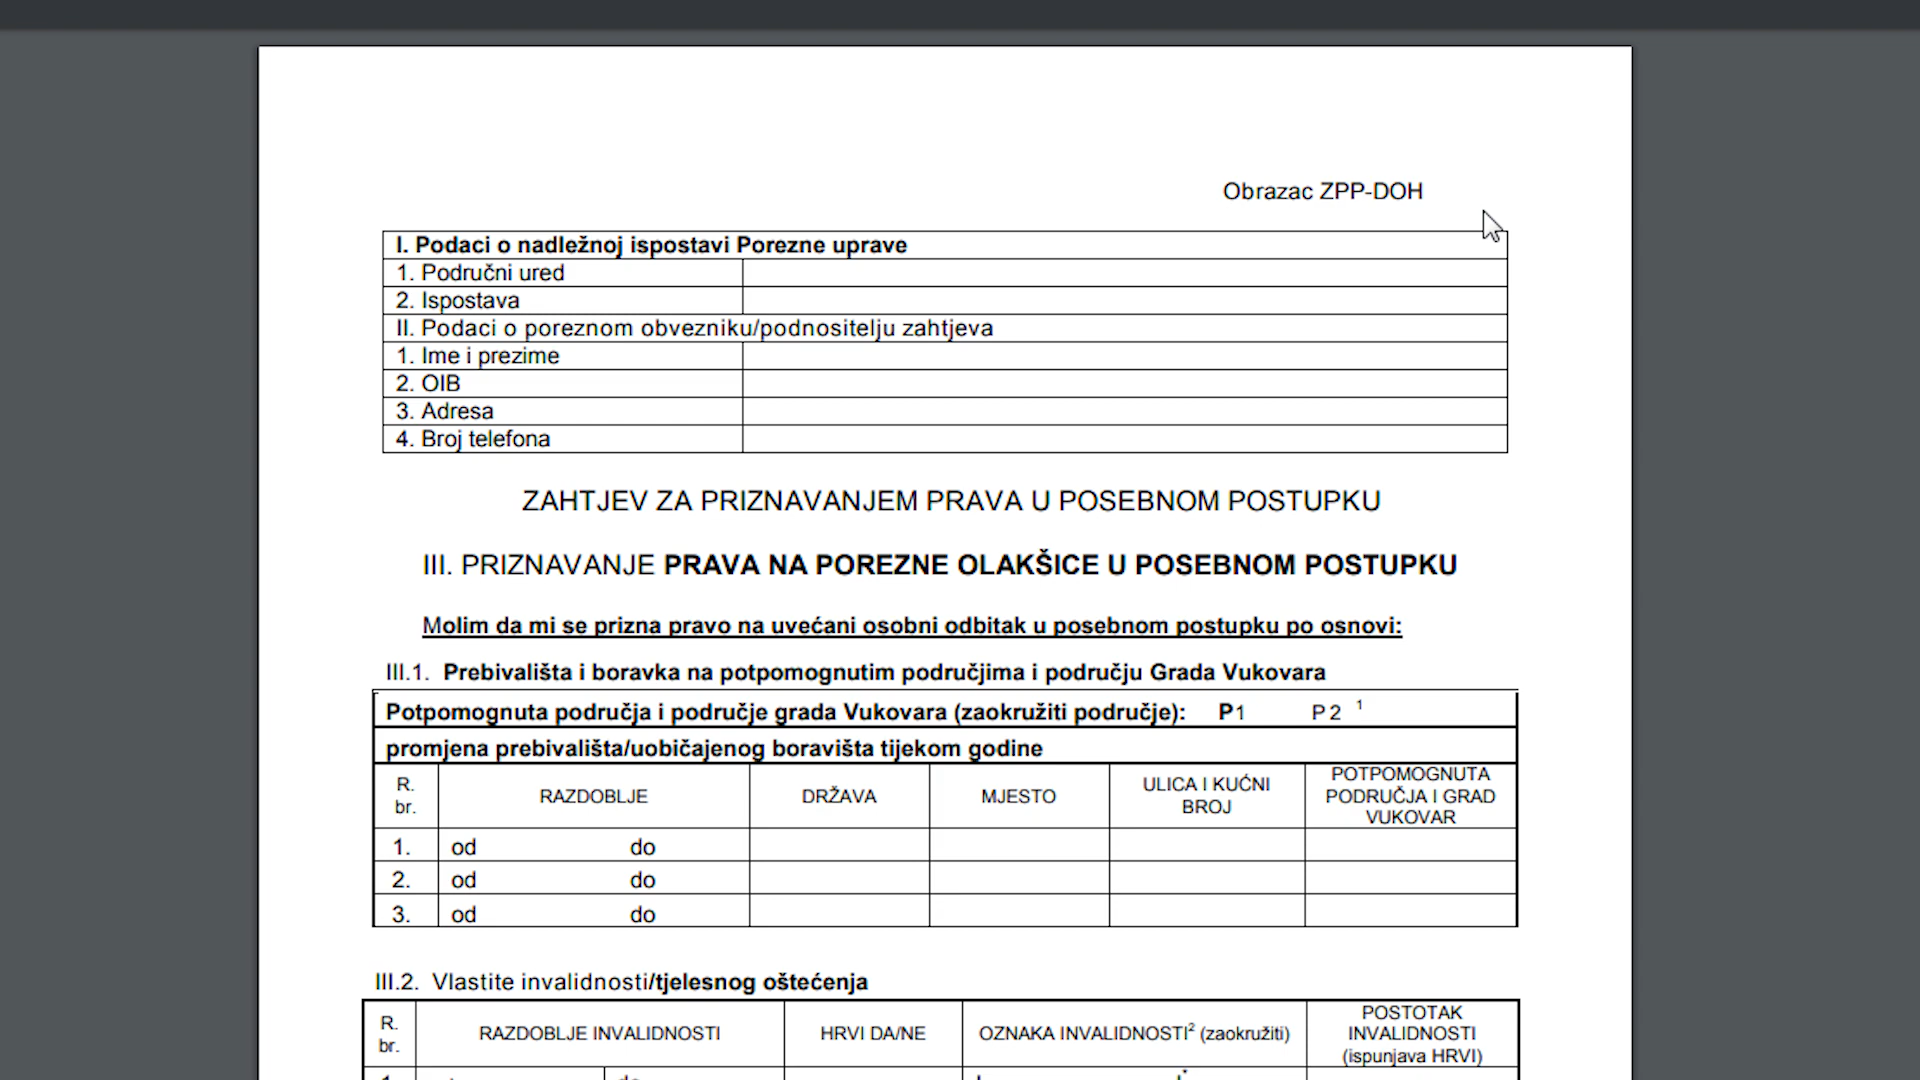 Obrazac ZPP-DOH
I. Podaci o nadležnoj ispostavi Porezne uprave
1. Područni ured
2. Ispostava
II. Podaci o poreznom obvezniku/podnositelju zahtjeva
1. Ime i prezime
2. OIB
3. Adresa
4. Broj telefona
ZAHTJEV ZA PRIZNAVANJEM PRAVA U POSEBNOM POSTUPKU
III. PRIZNAVANJE PRAVA NA POREZNE OLAKŠICE U POSEBNOM POSTUPKU
Molim da mi se prizna pravo na uvećani osobni odbitak u posebnom postupku po osnovi:
III.1. Prebivališta i boravka na potpomognutim područjima i području Grada Vukovara
Potpomognuta područja i područje grada Vukovara (zaokružiti područje): P1 P2 1
promjena prebivališta/uobičajenog boravišta tijekom godine
R. br. RAZDOBLJE DRŽAVA MJESTO ULICA I KUĆNI BROJ POTPOMOGNUTA PODRUČJA I GRAD VUKOVAR
1. od do
2. od do
3. od do
III.2. Vlastite invalidnosti/tjelesnog oštećenja
R. br. RAZDOBLJE INVALIDNOSTI HRVI DA/NE OZNAKA INVALIDNOSTI2 (zaokružiti) POSTOTAK INVALIDNOSTI (ispunjava HRVI)